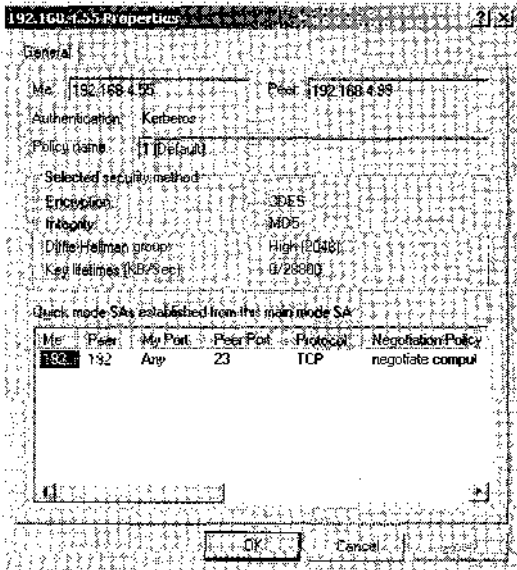 192.168.4.55 Properties
General
Me: 192.168.4.55 Peer: 192.168.4.99
Authentication: Kerberos
Policy name: 1 (Default)
Selected security method
Encryption: 3DES
Integrity: MD5
Diffie-Hellman group: High (2048)
Key lifetimes (KB/Sec): 0/28800
Quick mode SAs established from this main mode SA
Me Peer My Port Peer Port Protocol Negotiation Policy
192... 192 Any 23 TCP negotiate comput
OK Cancel